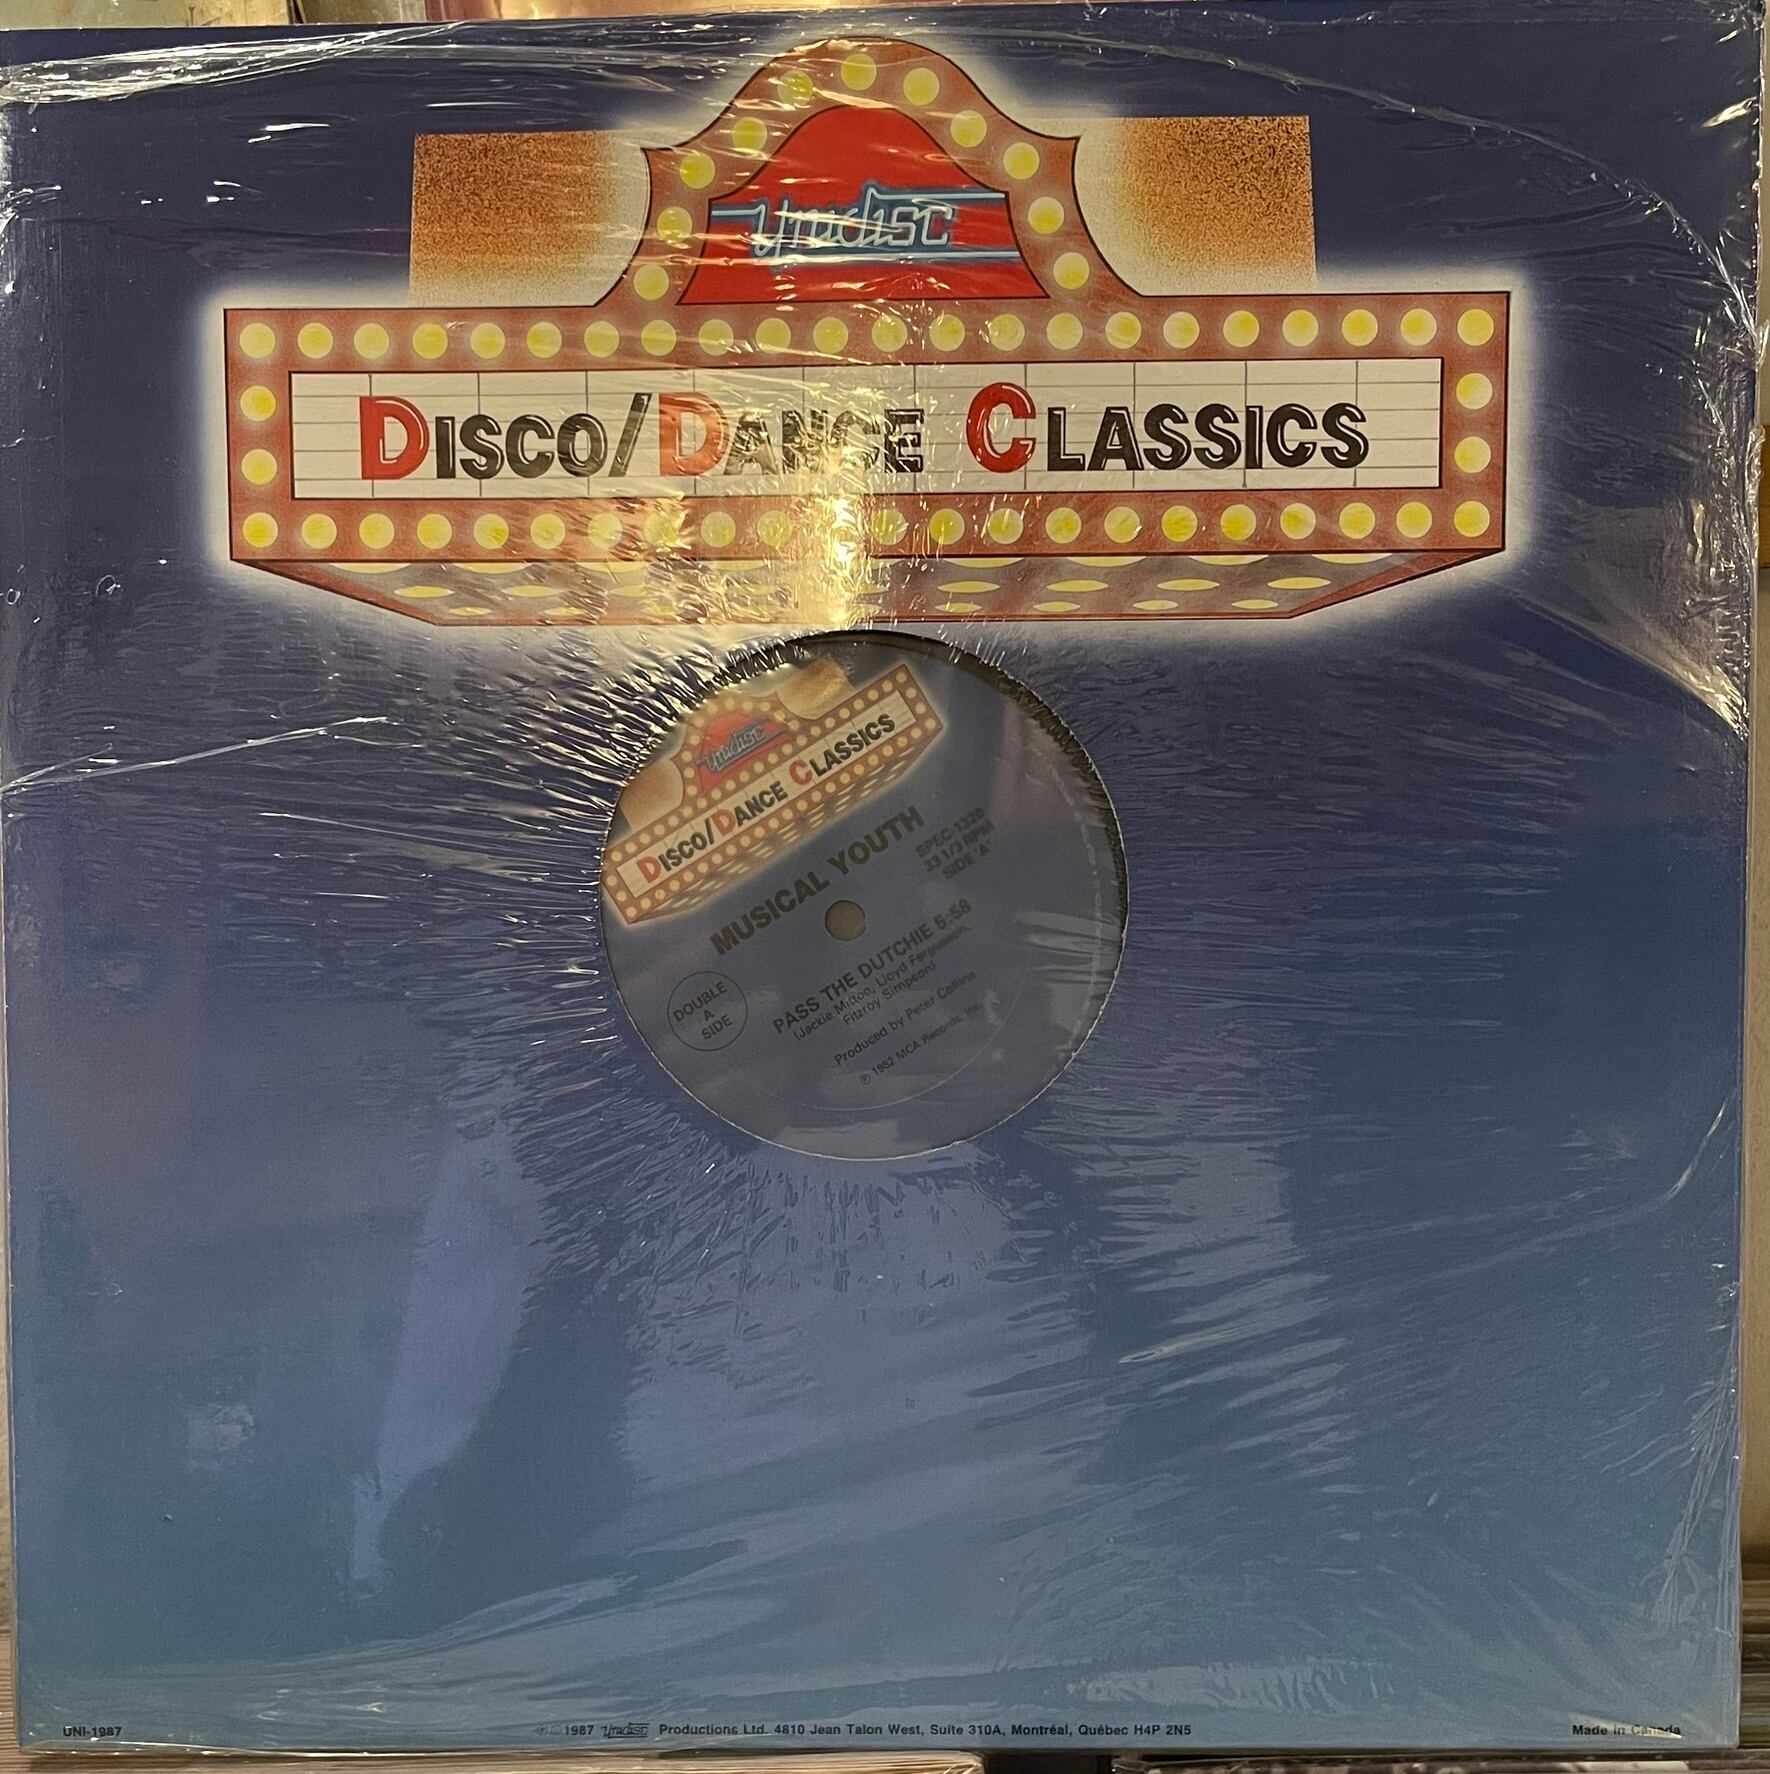 Unidisc
DISCO/DANCE CLASSICS
Unidisc
DISCO/DANCE CLASSICS
MUSICAL YOUTH
SPEC-1320
33 1/3 RPM
SIDE 'A'
DOUBLE
A
SIDE
PASS THE DUTCHIE 5:58
(Jackie Mittoo, Lloyd Fergusson,
Fitzroy Simpson)
Produced by Peter Collins
℗ 1982 MCA Records, Inc.
UNI-1987
℗ © 1987 Unidisc Productions Ltd. 4810 Jean Talon West, Suite 310A, Montréal, Québec H4P 2N5
Made in Canada